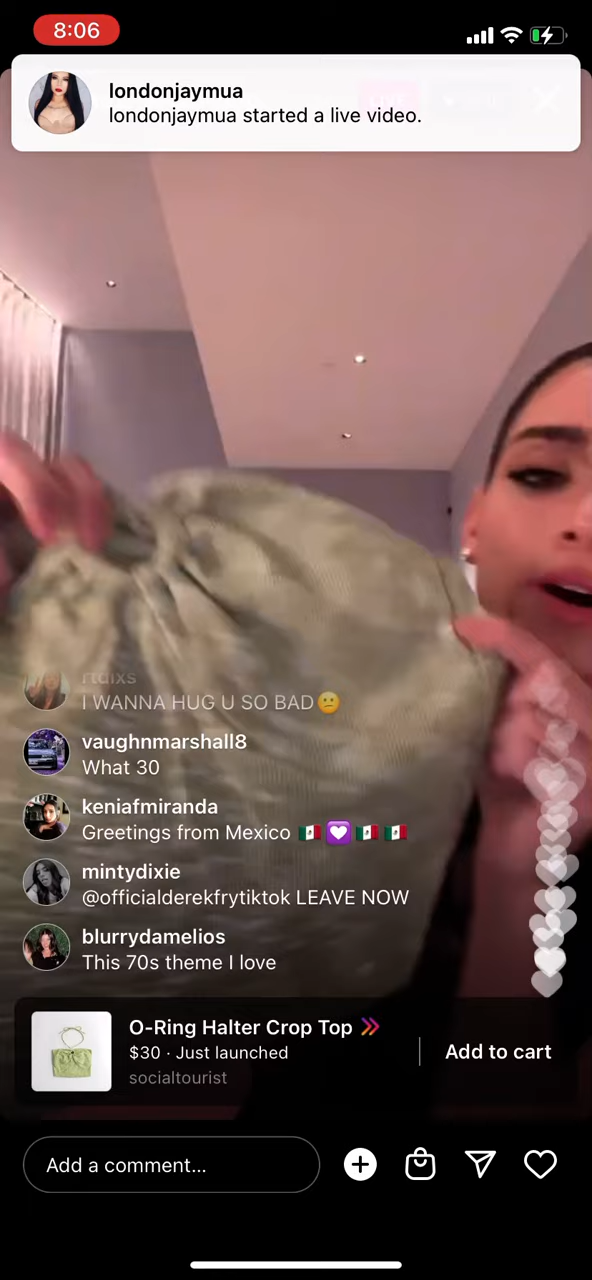 8:06
londonjaymua
londonjaymua started a live video.
rtdixs
I WANNA HUG U SO BAD😕
vaughnmarshall8
What 30
keniafmiranda
Greetings from Mexico 🇲🇽 💜 🇲🇽 🇲🇽
mintydixie
@officialderekfrytiktok LEAVE NOW
blurrydamelios
This 70s theme I love
O-Ring Halter Crop Top
$30 · Just launched
socialtourist
Add to cart
Add a comment...